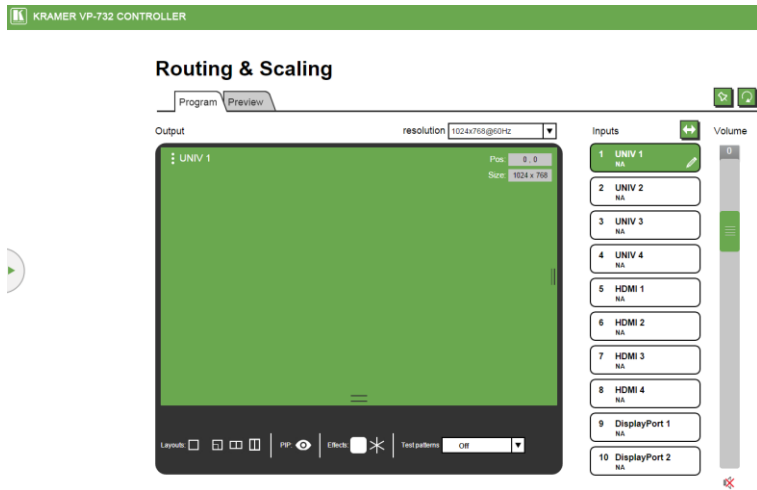 KRAMER VP-732 CONTROLLER
Routing & Scaling
Program Preview
Output resolution 1024x768@60Hz Inputs Volume
UNIV 1 Pos: 0 , 0
Size: 1024 x 768
0
1 UNIV 1
NA
2 UNIV 2
NA
3 UNIV 3
NA
4 UNIV 4
NA
5 HDMI 1
NA
6 HDMI 2
NA
7 HDMI 3
NA
8 HDMI 4
NA
9 DisplayPort 1
NA
10 DisplayPort 2
NA
Layouts: PIP: Effects: Test patterns Off